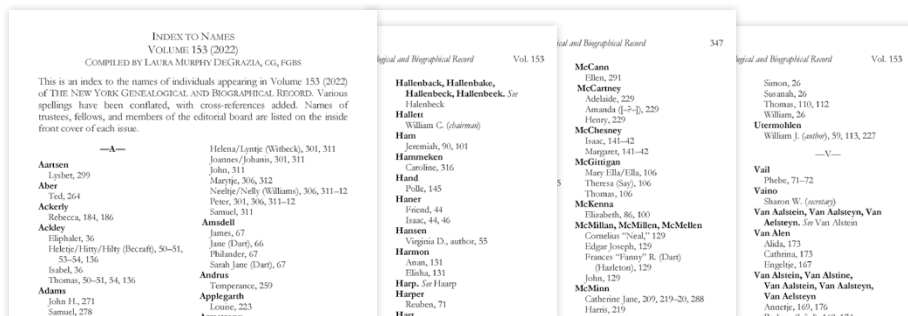 INDEX TO NAMES
VOLUME 153 (2022)
COMPILED BY LAURA MURPHY DEGRAZIA, CG, FGBS
This is an index to the names of individuals appearing in Volume 153 (2022)
of THE NEW YORK GENEALOGICAL AND BIOGRAPHICAL RECORD. Various
spellings have been conflated, with cross-references added. Names of
trustees, fellows, and members of the editorial board are listed on the inside
front cover of each issue.
—A—
Aartsen
Lysbet, 299
Aber
Ted, 264
Ackerly
Rebecca, 184, 186
Ackley
Eliphalet, 36
Heletje/Hitty/Hilty (Becraft), 50–51,
53–54, 136
Isabel, 36
Thomas, 50–51, 54, 136
Adams
John H., 271
Samuel, 278
Helena/Lyntje (Witbeck), 301, 311
Joannes/Johanis, 301, 311
John, 311
Marytje, 306, 312
Neeltje/Nelly (Williams), 306, 311–12
Peter, 301, 306, 311–12
Samuel, 311
Amsdell
James, 67
Jane (Dart), 66
Philander, 67
Sarah Jane (Dart), 67
Andrus
Temperance, 259
Applegarth
Louise, 223
and Biographical Record Vol. 153
Hallenback, Hallenbake,
Hallenbeck, Hallenbeek. See
Halenbeck
Hallett
William C. (chairman)
Ham
Jeremiah, 90, 101
Hammeken
Caroline, 316
Hand
Polle, 145
Haner
Friend, 44
Isaac, 44, 46
Hansen
Virginia D., author, 55
Harmon
Anan, 131
Elisha, 131
Harp. See Haarp
Harper
Reuben, 71
Hart
and Biographical Record 347
McCann
Ellen, 291
McCartney
Adelaide, 229
Amanda ([–?–]), 229
Henry, 229
McChesney
Isaac, 141–42
Margaret, 141–42
McGittigan
Mary Ella/Ella, 106
Theresa (Say), 106
Thomas, 106
McKenna
Elizabeth, 86, 100
McMillan, McMillen, McMellen
Cornelius "Neal," 129
Edgar Joseph, 129
Frances "Fanny" R. (Dart)
(Hazleton), 129
John, 129
McMinn
Catherine Jane, 209, 219–20, 288
Harris, 219
and Biographical Record Vol. 153
Simon, 26
Susanah, 26
Thomas, 110, 112
William, 26
Utermohlen
William J. (author), 59, 113, 227
—V—
Vail
Phebe, 71–72
Vaino
Sharon W. (secretary)
Van Aalstein, Van Aalsteyn, Van
Aelsteyn. See Van Alstein
Van Alen
Alida, 173
Cathrina, 173
Engeltje, 167
Van Alstein, Van Alstine,
Van Aalstein, Van Aalsteyn,
Van Aelsteyn
Annetje, 169, 176